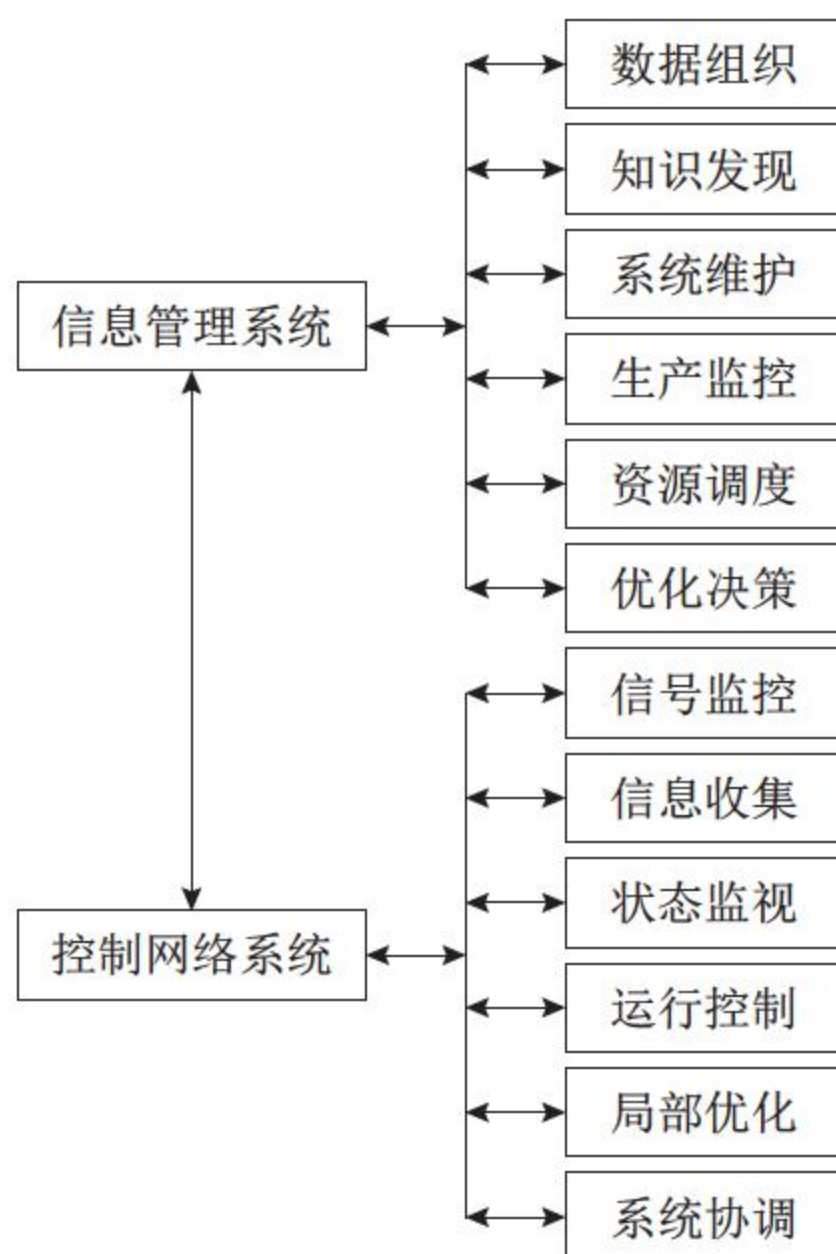 数据组织
知识发现
系统维护
信息管理系统
生产监控
资源调度
优化决策
信号监控
信息收集
状态监视
控制网络系统
运行控制
局部优化
系统协调